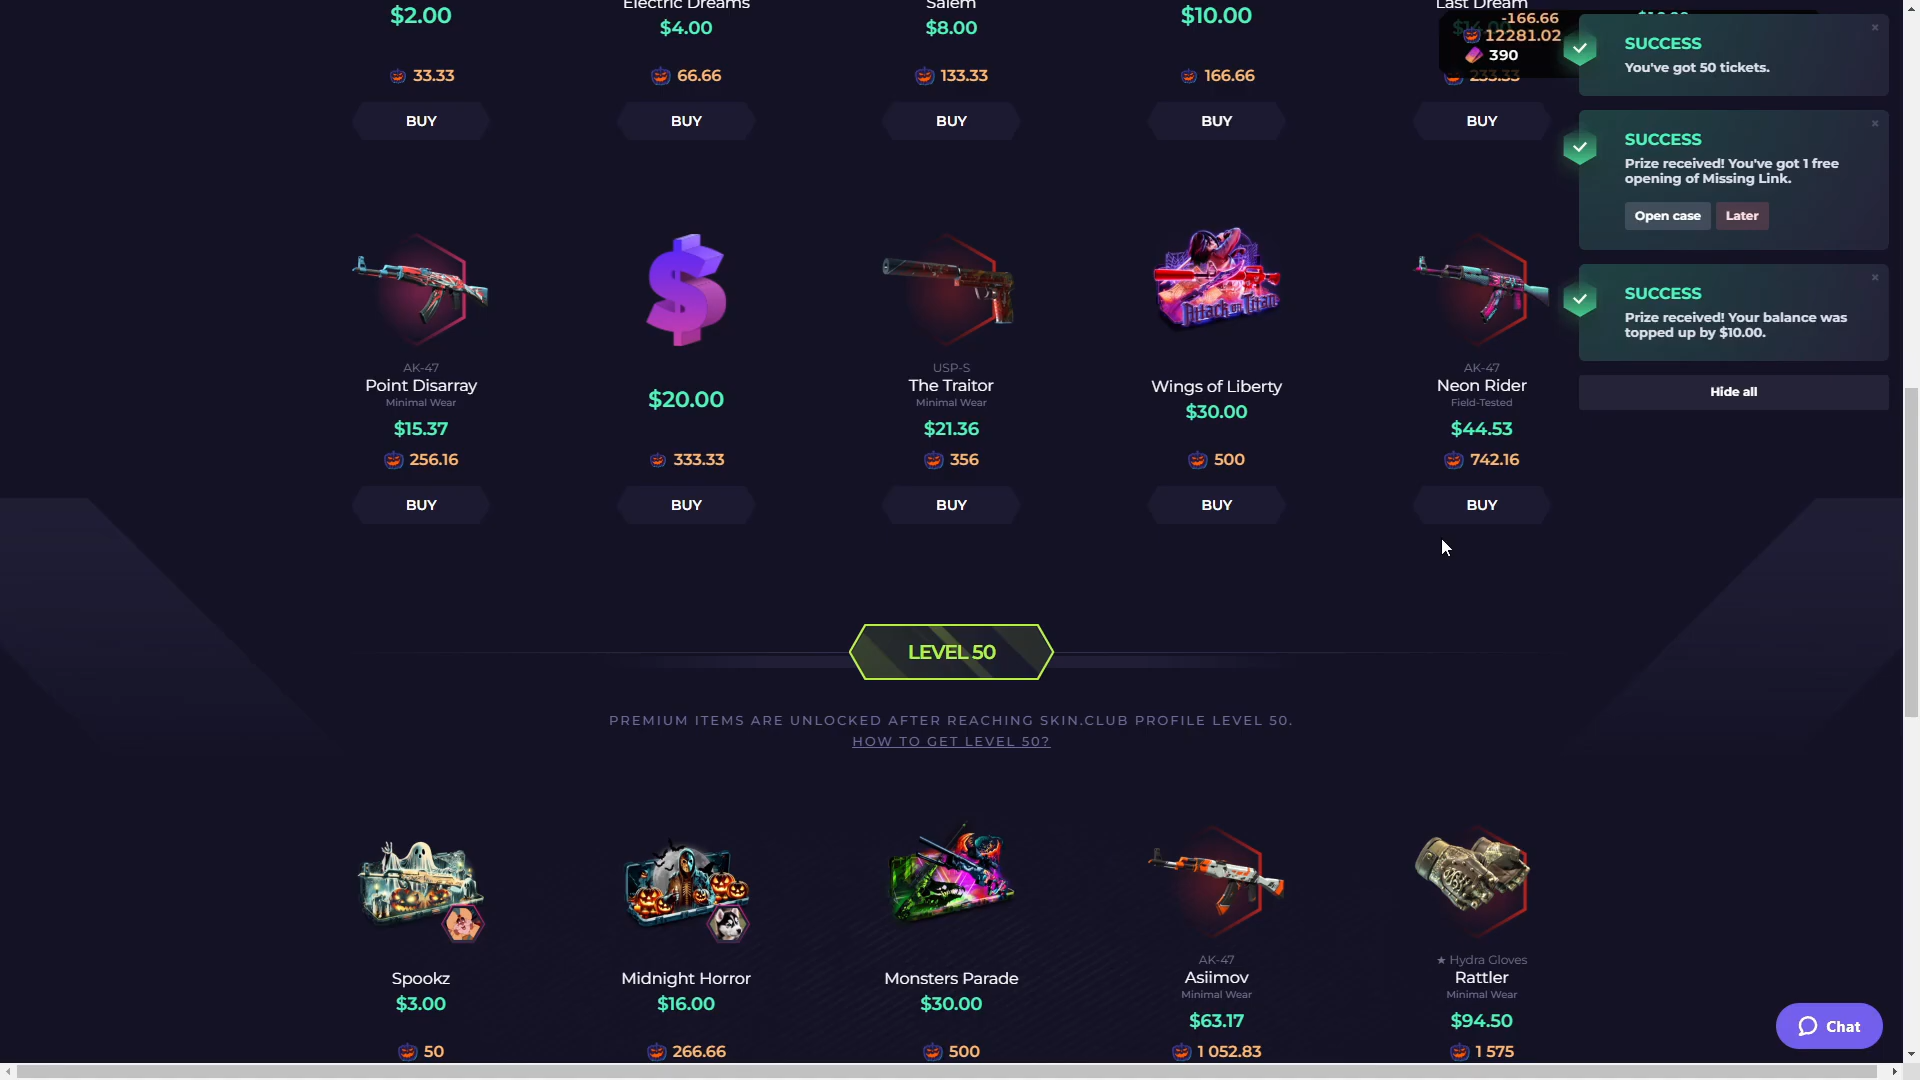 Electric Dreams
Salem
Last Dream
$2.00
$4.00
$8.00
$10.00
33.33
66.66
133.33
166.66
233.33
BUY
BUY
BUY
BUY
BUY
-166.66
12281.02
390
SUCCESS
You've got 50 tickets.
SUCCESS
Prize received! You've got 1 free
opening of Missing Link.
Open case
Later
SUCCESS
Prize received! Your balance was
topped up by $10.00.
Hide all
Attack on Titan
AK-47
Point Disarray
Minimal Wear
$15.37
256.16
BUY
$20.00
333.33
BUY
USP-S
The Traitor
Minimal Wear
$21.36
356
BUY
Wings of Liberty
$30.00
500
BUY
AK-47
Neon Rider
Field-Tested
$44.53
742.16
BUY
LEVEL 50
PREMIUM ITEMS ARE UNLOCKED AFTER REACHING SKIN.CLUB PROFILE LEVEL 50.
HOW TO GET LEVEL 50?
Spookz
$3.00
50
Midnight Horror
$16.00
266.66
Monsters Parade
$30.00
500
AK-47
Asiimov
Minimal Wear
$63.17
1 052.83
★ Hydra Gloves
Rattler
Minimal Wear
$94.50
1 575
Chat